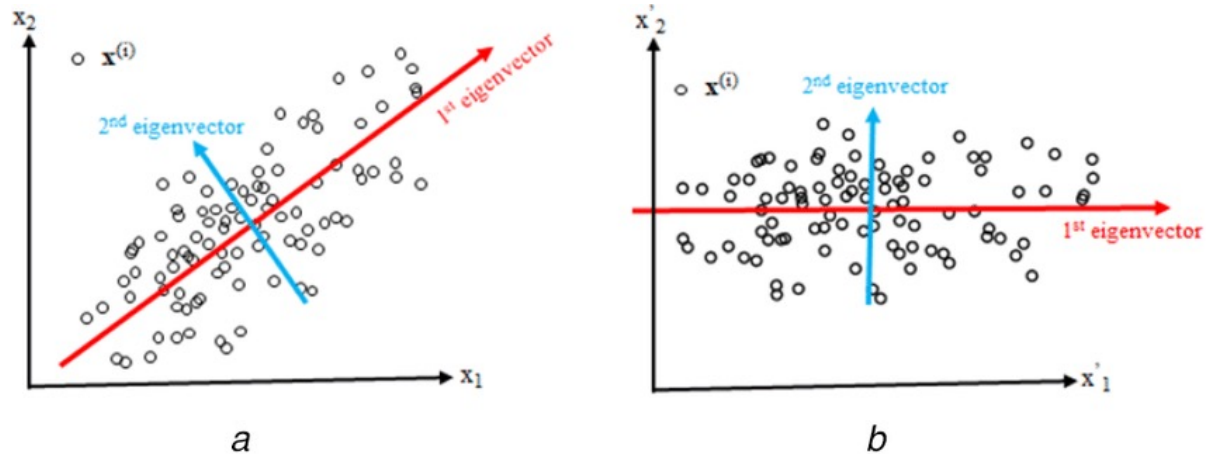 x₂
x⁽ⁱ⁾
1ˢᵗ eigenvector
2ⁿᵈ eigenvector
x₁
a
x'₂
x⁽ⁱ⁾
2ⁿᵈ eigenvector
1ˢᵗ eigenvector
x'₁
b